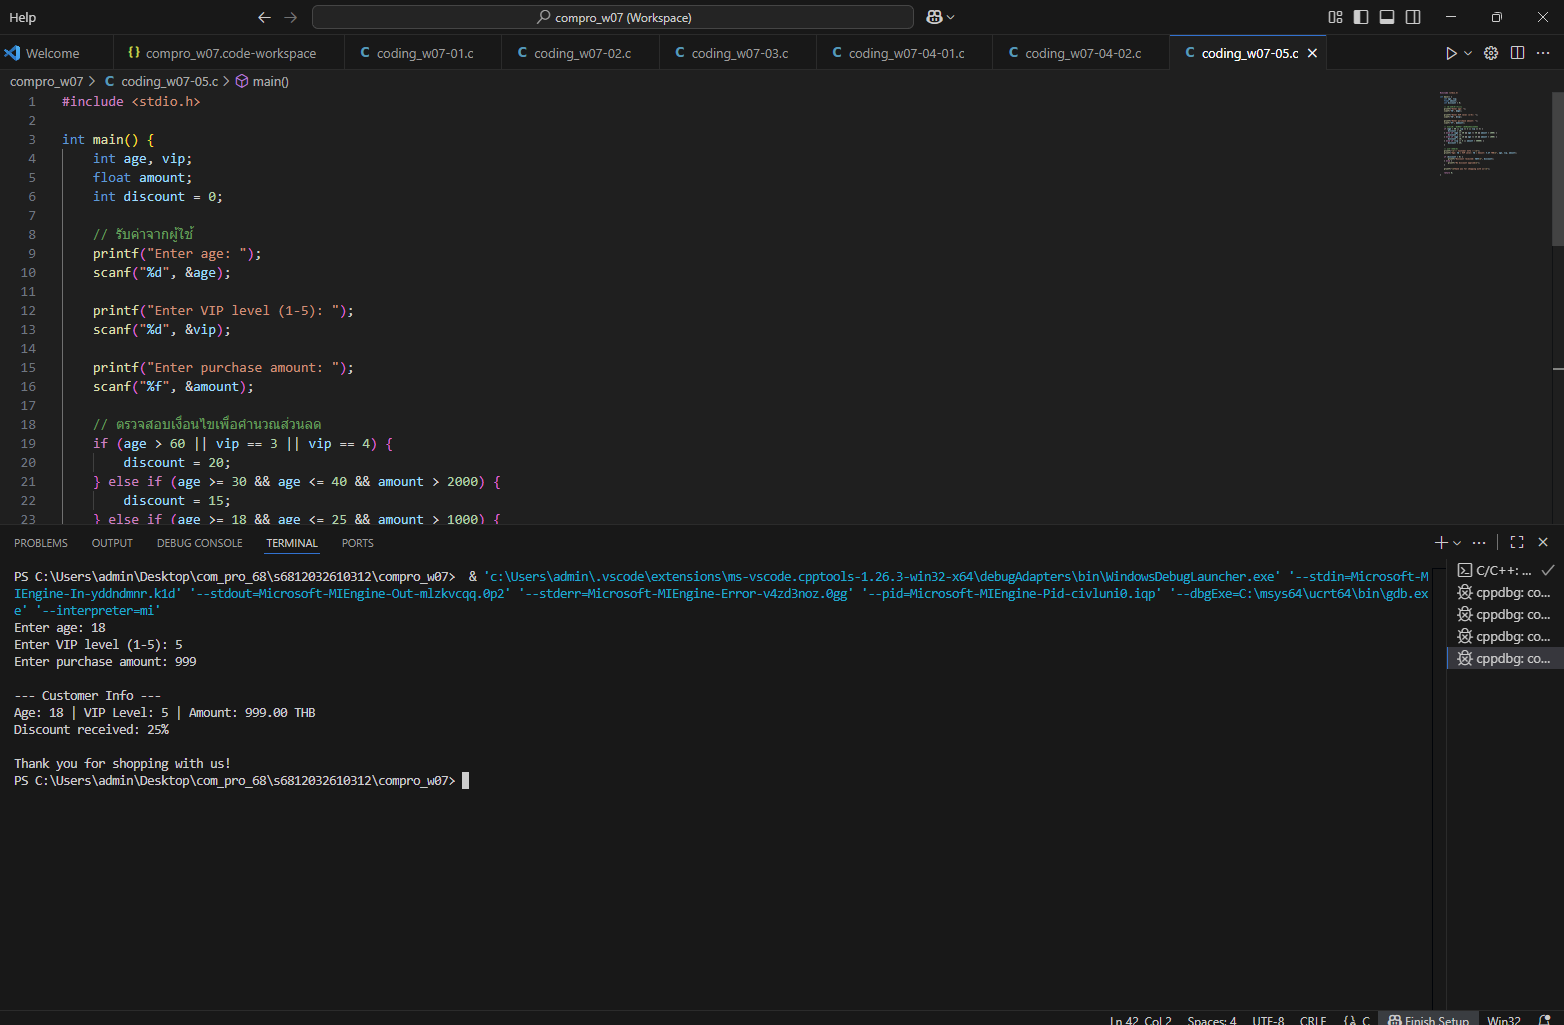 Help
compro_w07 (Workspace)
Welcome
{} compro_w07.code-workspace
C coding_w07-01.c
C coding_w07-02.c
C coding_w07-03.c
C coding_w07-04-01.c
C coding_w07-04-02.c
C coding_w07-05.c
compro_w07 > C coding_w07-05.c > main()
1 #include <stdio.h>
2
3 int main() {
4     int age, vip;
5     float amount;
6     int discount = 0;
7
8     // รับค่าจากผู้ใช้
9     printf("Enter age: ");
10     scanf("%d", &age);
11
12     printf("Enter VIP level (1-5): ");
13     scanf("%d", &vip);
14
15     printf("Enter purchase amount: ");
16     scanf("%f", &amount);
17
18     // ตรวจสอบเงื่อนไขเพื่อคำนวณส่วนลด
19     if (age > 60 || vip == 3 || vip == 4) {
20         discount = 20;
21     } else if (age >= 30 && age <= 40 && amount > 2000) {
22         discount = 15;
23     } else if (age >= 18 && age <= 25 && amount > 1000) {
PROBLEMS OUTPUT DEBUG CONSOLE TERMINAL PORTS
PS C:\Users\admin\Desktop\com_pro_68\s6812032610312\compro_w07>  & 'c:\Users\admin\.vscode\extensions\ms-vscode.cpptools-1.26.3-win32-x64\debugAdapters\bin\WindowsDebugLauncher.exe' '--stdin=Microsoft-M
IEngine-In-yddndmnr.k1d' '--stdout=Microsoft-MIEngine-Out-mlzkvcqq.0p2' '--stderr=Microsoft-MIEngine-Error-v4zd3noz.0gg' '--pid=Microsoft-MIEngine-Pid-civluni0.iqp' '--dbgExe=C:\msys64\ucrt64\bin\gdb.ex
e' '--interpreter=mi'
Enter age: 18
Enter VIP level (1-5): 5
Enter purchase amount: 999
--- Customer Info ---
Age: 18 | VIP Level: 5 | Amount: 999.00 THB
Discount received: 25%
Thank you for shopping with us!
PS C:\Users\admin\Desktop\com_pro_68\s6812032610312\compro_w07>
C/C++: ...
cppdbg: co...
cppdbg: co...
cppdbg: co...
cppdbg: co...
Ln 42, Col 2 Spaces: 4 UTF-8 CRLF {} C Finish Setup Win32